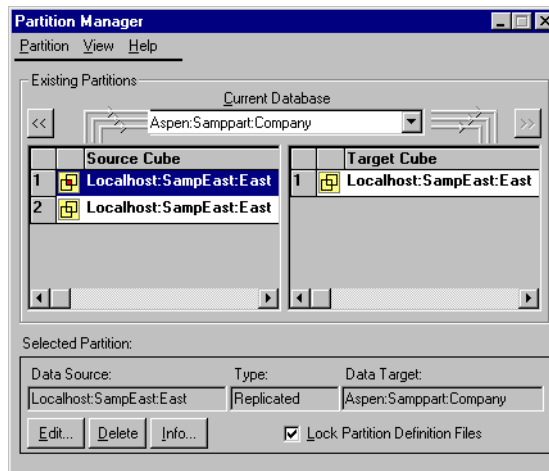 Partition Manager
Partition View Help
Existing Partitions
Current Database
<< Aspen:Samppart:Company >>
Source Cube Target Cube
1 Localhost:SampEast:East 1 Localhost:SampEast:East
2 Localhost:SampEast:East
Selected Partition:
Data Source: Type: Data Target:
Localhost:SampEast:East Replicated Aspen:Samppart:Company
Edit... Delete Info... Lock Partition Definition Files